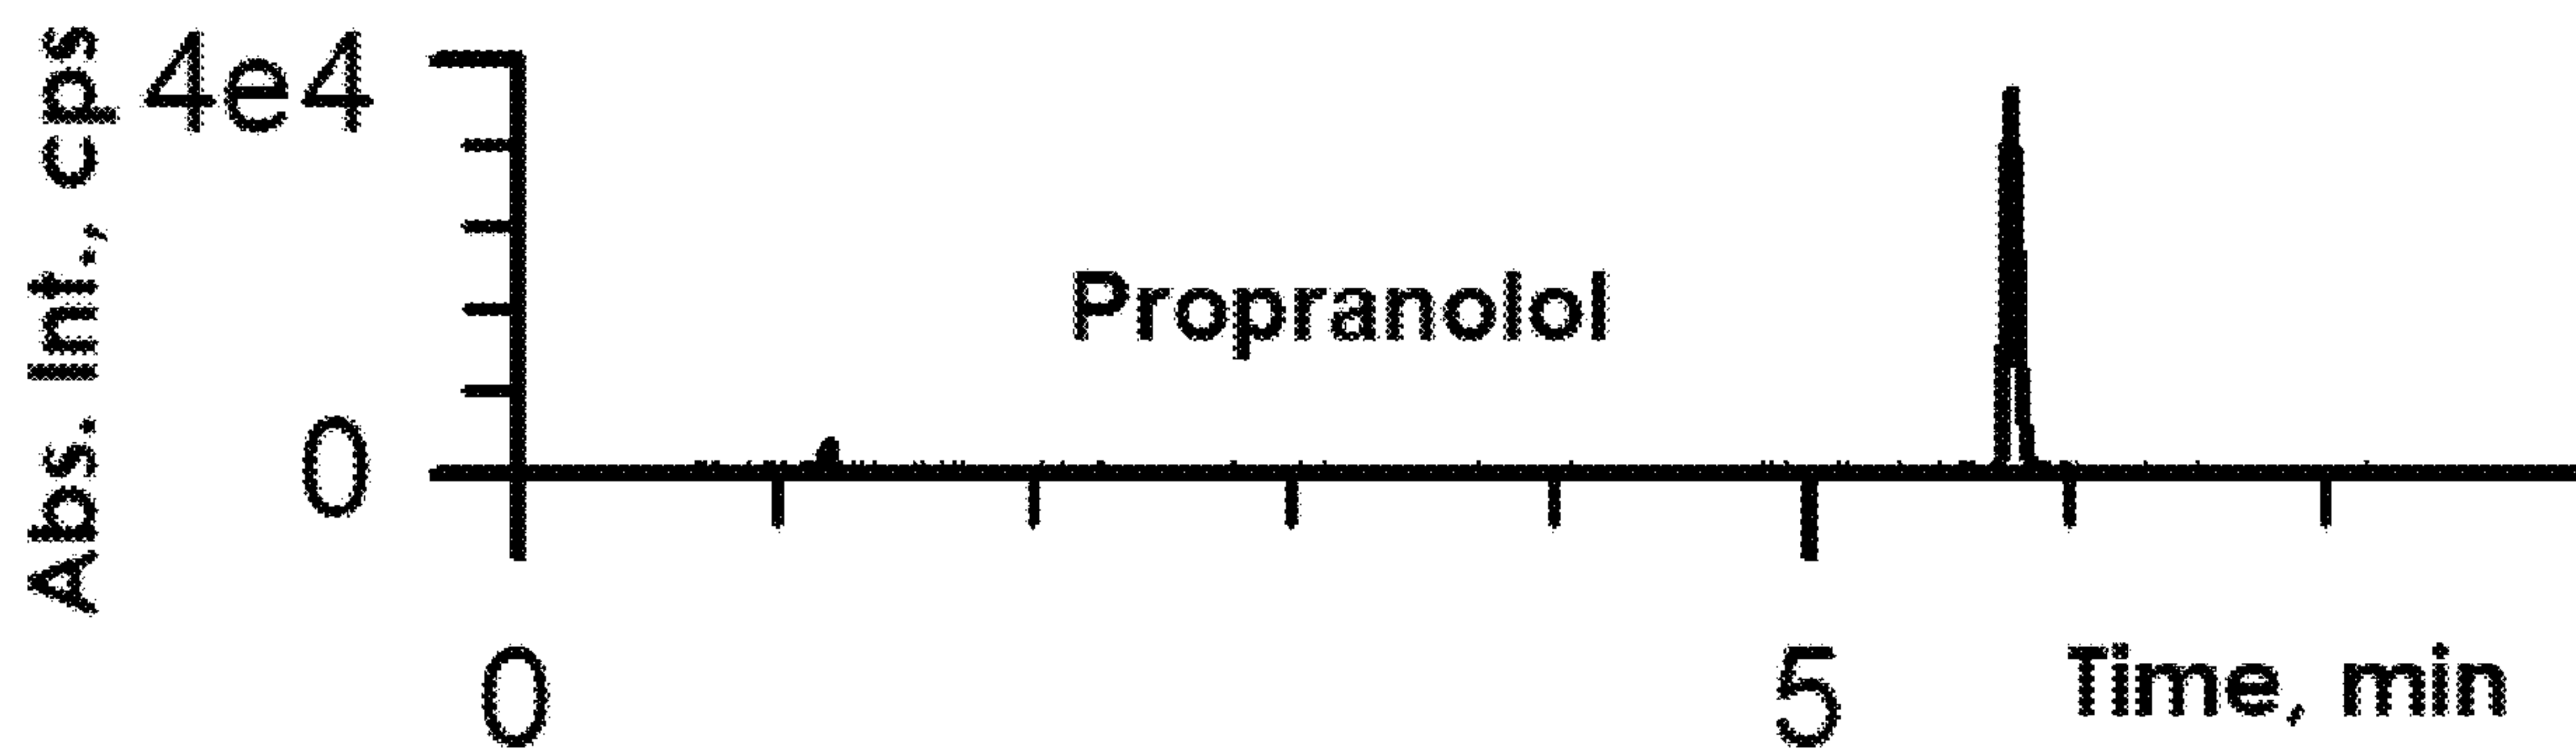 Abs. Int., cps
4e4
Propranolol
0
0
5
Time, min